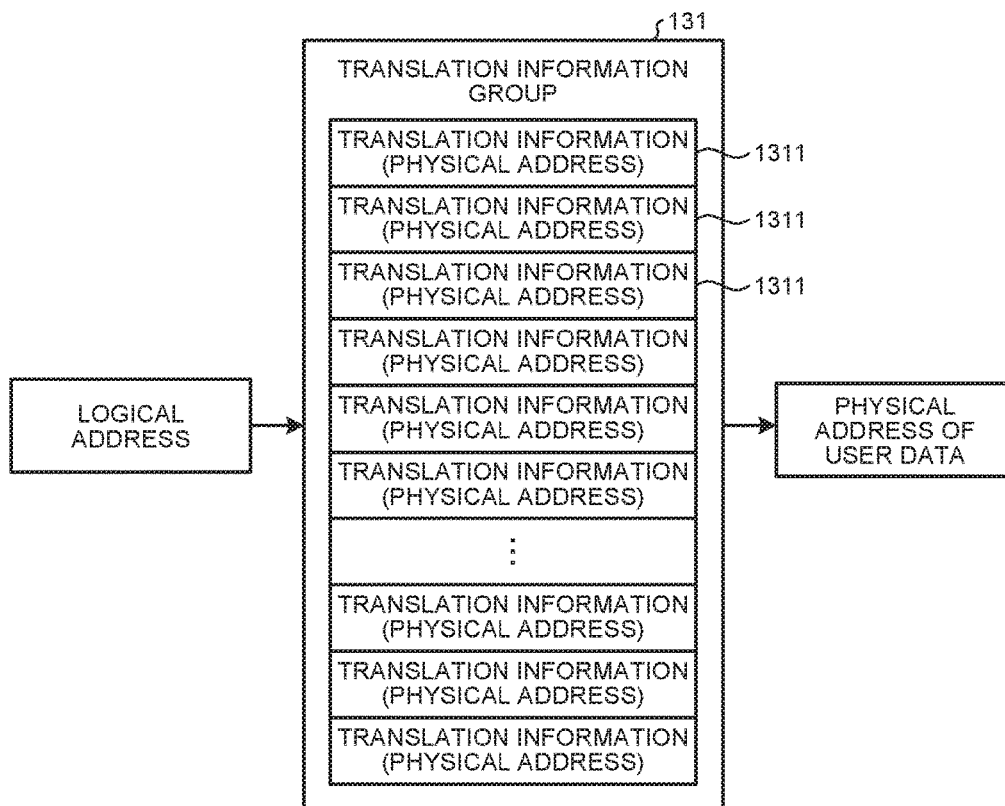 131
TRANSLATION INFORMATION
GROUP
TRANSLATION INFORMATION
(PHYSICAL ADDRESS)
1311
TRANSLATION INFORMATION
(PHYSICAL ADDRESS)
1311
TRANSLATION INFORMATION
(PHYSICAL ADDRESS)
1311
TRANSLATION INFORMATION
(PHYSICAL ADDRESS)
LOGICAL
ADDRESS
TRANSLATION INFORMATION
(PHYSICAL ADDRESS)
PHYSICAL
ADDRESS OF
USER DATA
TRANSLATION INFORMATION
(PHYSICAL ADDRESS)
⋮
TRANSLATION INFORMATION
(PHYSICAL ADDRESS)
TRANSLATION INFORMATION
(PHYSICAL ADDRESS)
TRANSLATION INFORMATION
(PHYSICAL ADDRESS)